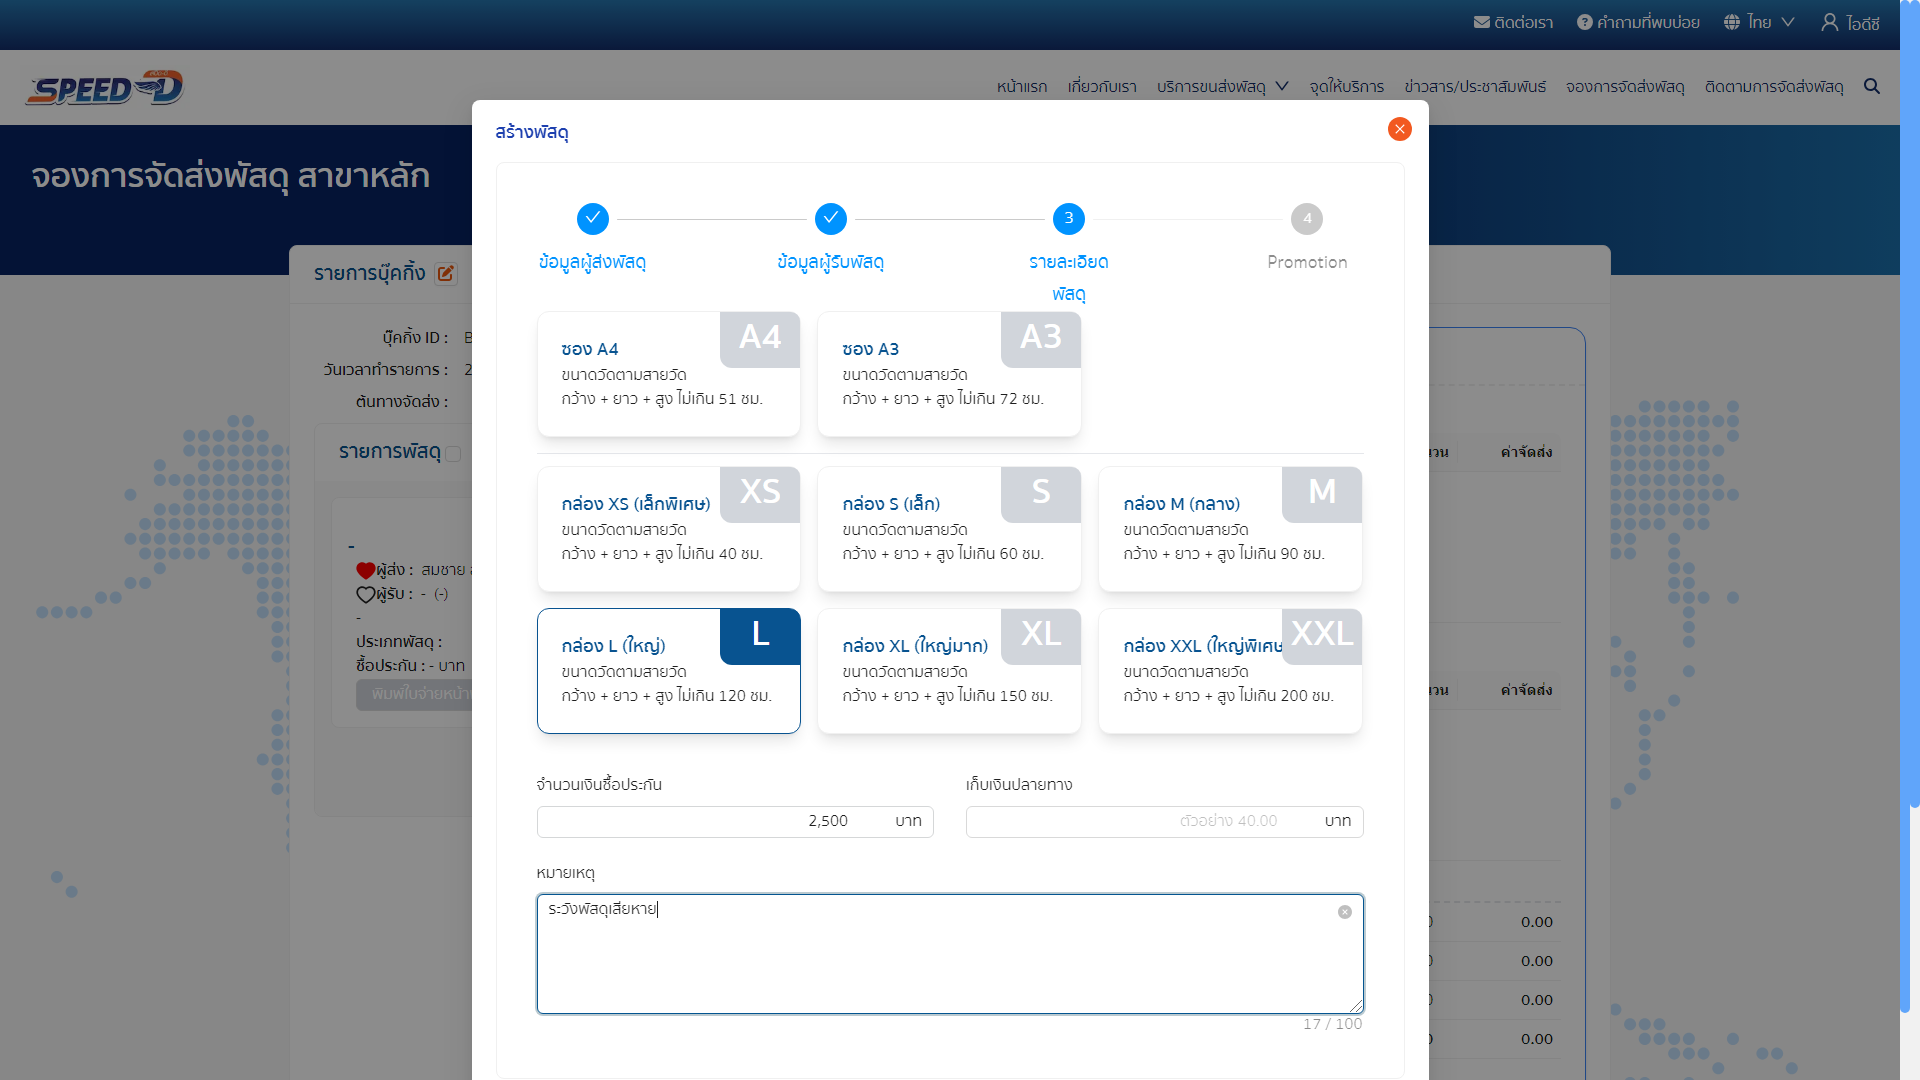 ติดต่อเรา คำถามที่พบบ่อย ไทย ไอดีซี
SPEED-D
หน้าแรก เกี่ยวกับเรา บริการขนส่งพัสดุ จุดให้บริการ ข่าวสาร/ประชาสัมพันธ์ จองการจัดส่งพัสดุ ติดตามการจัดส่งพัสดุ
จองการจัดส่งพัสดุ สาขาหลัก
รายการบุ๊คกิ้ง
บุ๊คกิ้ง ID :
วันเวลาทำรายการ : 2
ต้นทางจัดส่ง :
รายการพัสดุ
-
ผู้ส่ง : สมชาย
ผู้รับ : - (-)
-
ประเภทพัสดุ :
ซื้อประกัน : - บาท
พิมพ์ใบจ่ายหน้า
สร้างพัสดุ
3
4
ข้อมูลผู้ส่งพัสดุ
ข้อมูลผู้รับพัสดุ
รายละเอียด
พัสดุ
Promotion
ซอง A4
A4
ขนาดวัดตามสายวัด
กว้าง + ยาว + สูง ไม่เกิน 51 ซม.
ซอง A3
A3
ขนาดวัดตามสายวัด
กว้าง + ยาว + สูง ไม่เกิน 72 ซม.
กล่อง XS (เล็กพิเศษ)
XS
ขนาดวัดตามสายวัด
กว้าง + ยาว + สูง ไม่เกิน 40 ซม.
กล่อง S (เล็ก)
S
ขนาดวัดตามสายวัด
กว้าง + ยาว + สูง ไม่เกิน 60 ซม.
กล่อง M (กลาง)
M
ขนาดวัดตามสายวัด
กว้าง + ยาว + สูง ไม่เกิน 90 ซม.
กล่อง L (ใหญ่)
L
ขนาดวัดตามสายวัด
กว้าง + ยาว + สูง ไม่เกิน 120 ซม.
กล่อง XL (ใหญ่มาก)
XL
ขนาดวัดตามสายวัด
กว้าง + ยาว + สูง ไม่เกิน 150 ซม.
กล่อง XXL (ใหญ่พิเศษ
XXL
ขนาดวัดตามสายวัด
กว้าง + ยาว + สูง ไม่เกิน 200 ซม.
จำนวนเงินซื้อประกัน
2,500 บาท
เก็บเงินปลายทาง
ตัวอย่าง 40.00 บาท
หมายเหตุ
ระวังพัสดุเสียหาย
17 / 100
ค่าจัดส่ง
ค่าจัดส่ง
0.00
0.00
0.00
0.00